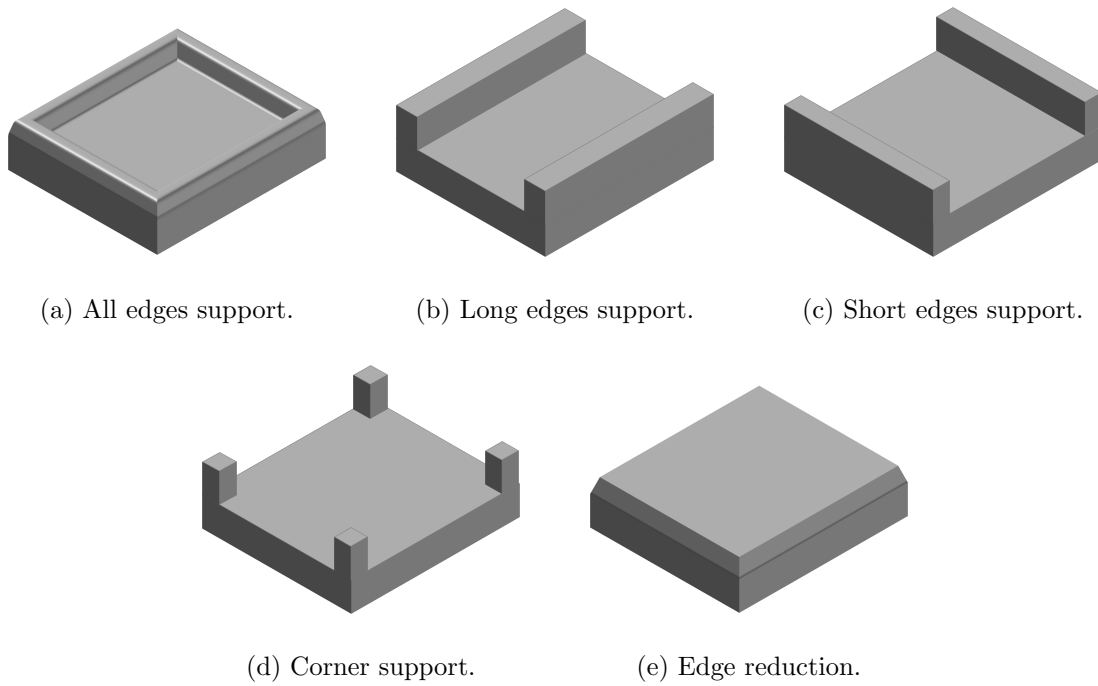 (a) All edges support.
(b) Long edges support.
(c) Short edges support.
(d) Corner support.
(e) Edge reduction.